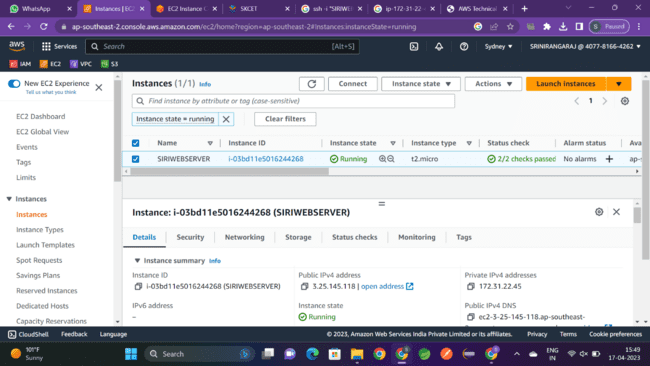 WhatsApp
Instances | EC2
EC2 Instance C
SKCET
ssh -i "SIRIWE
ip-172-31-22-
AWS Technical
ap-southeast-2.console.aws.amazon.com/ec2/home?region=ap-southeast-2#Instances:instanceState=running
S Paused
aws
Services
Search
[Alt+S]
Sydney
SRINIRANGARAJ @ 4077-8166-4262
IAM
EC2
VPC
S3
New EC2 Experience
Tell us what you think
EC2 Dashboard
EC2 Global View
Events
Tags
Limits
Instances
Instances
Instance Types
Launch Templates
Spot Requests
Savings Plans
Reserved Instances
Dedicated Hosts
Capacity Reservations
Instances (1/1) Info
Connect
Instance state
Actions
Launch instances
Find instance by attribute or tag (case-sensitive)
1
Instance state = running
Clear filters
Name
Instance ID
Instance state
Instance type
Status check
Alarm status
Ava
SIRIWEBSERVER
i-03bd11e5016244268
Running
t2.micro
2/2 checks passed
No alarms
ap-s
Instance: i-03bd11e5016244268 (SIRIWEBSERVER)
Details
Security
Networking
Storage
Status checks
Monitoring
Tags
Instance summary Info
Instance ID
i-03bd11e5016244268 (SIRIWEBSERVER)
Public IPv4 address
3.25.145.118 | open address
Private IPv4 addresses
172.31.22.45
IPv6 address
–
Instance state
Running
Public IPv4 DNS
ec2-3-25-145-118.ap-southeast-
CloudShell
Feedback
Language
© 2023, Amazon Web Services India Private Limited or its affiliates.
Privacy
Terms
Cookie preferences
101°F
Sunny
Search
ENG
IN
15:49
17-04-2023